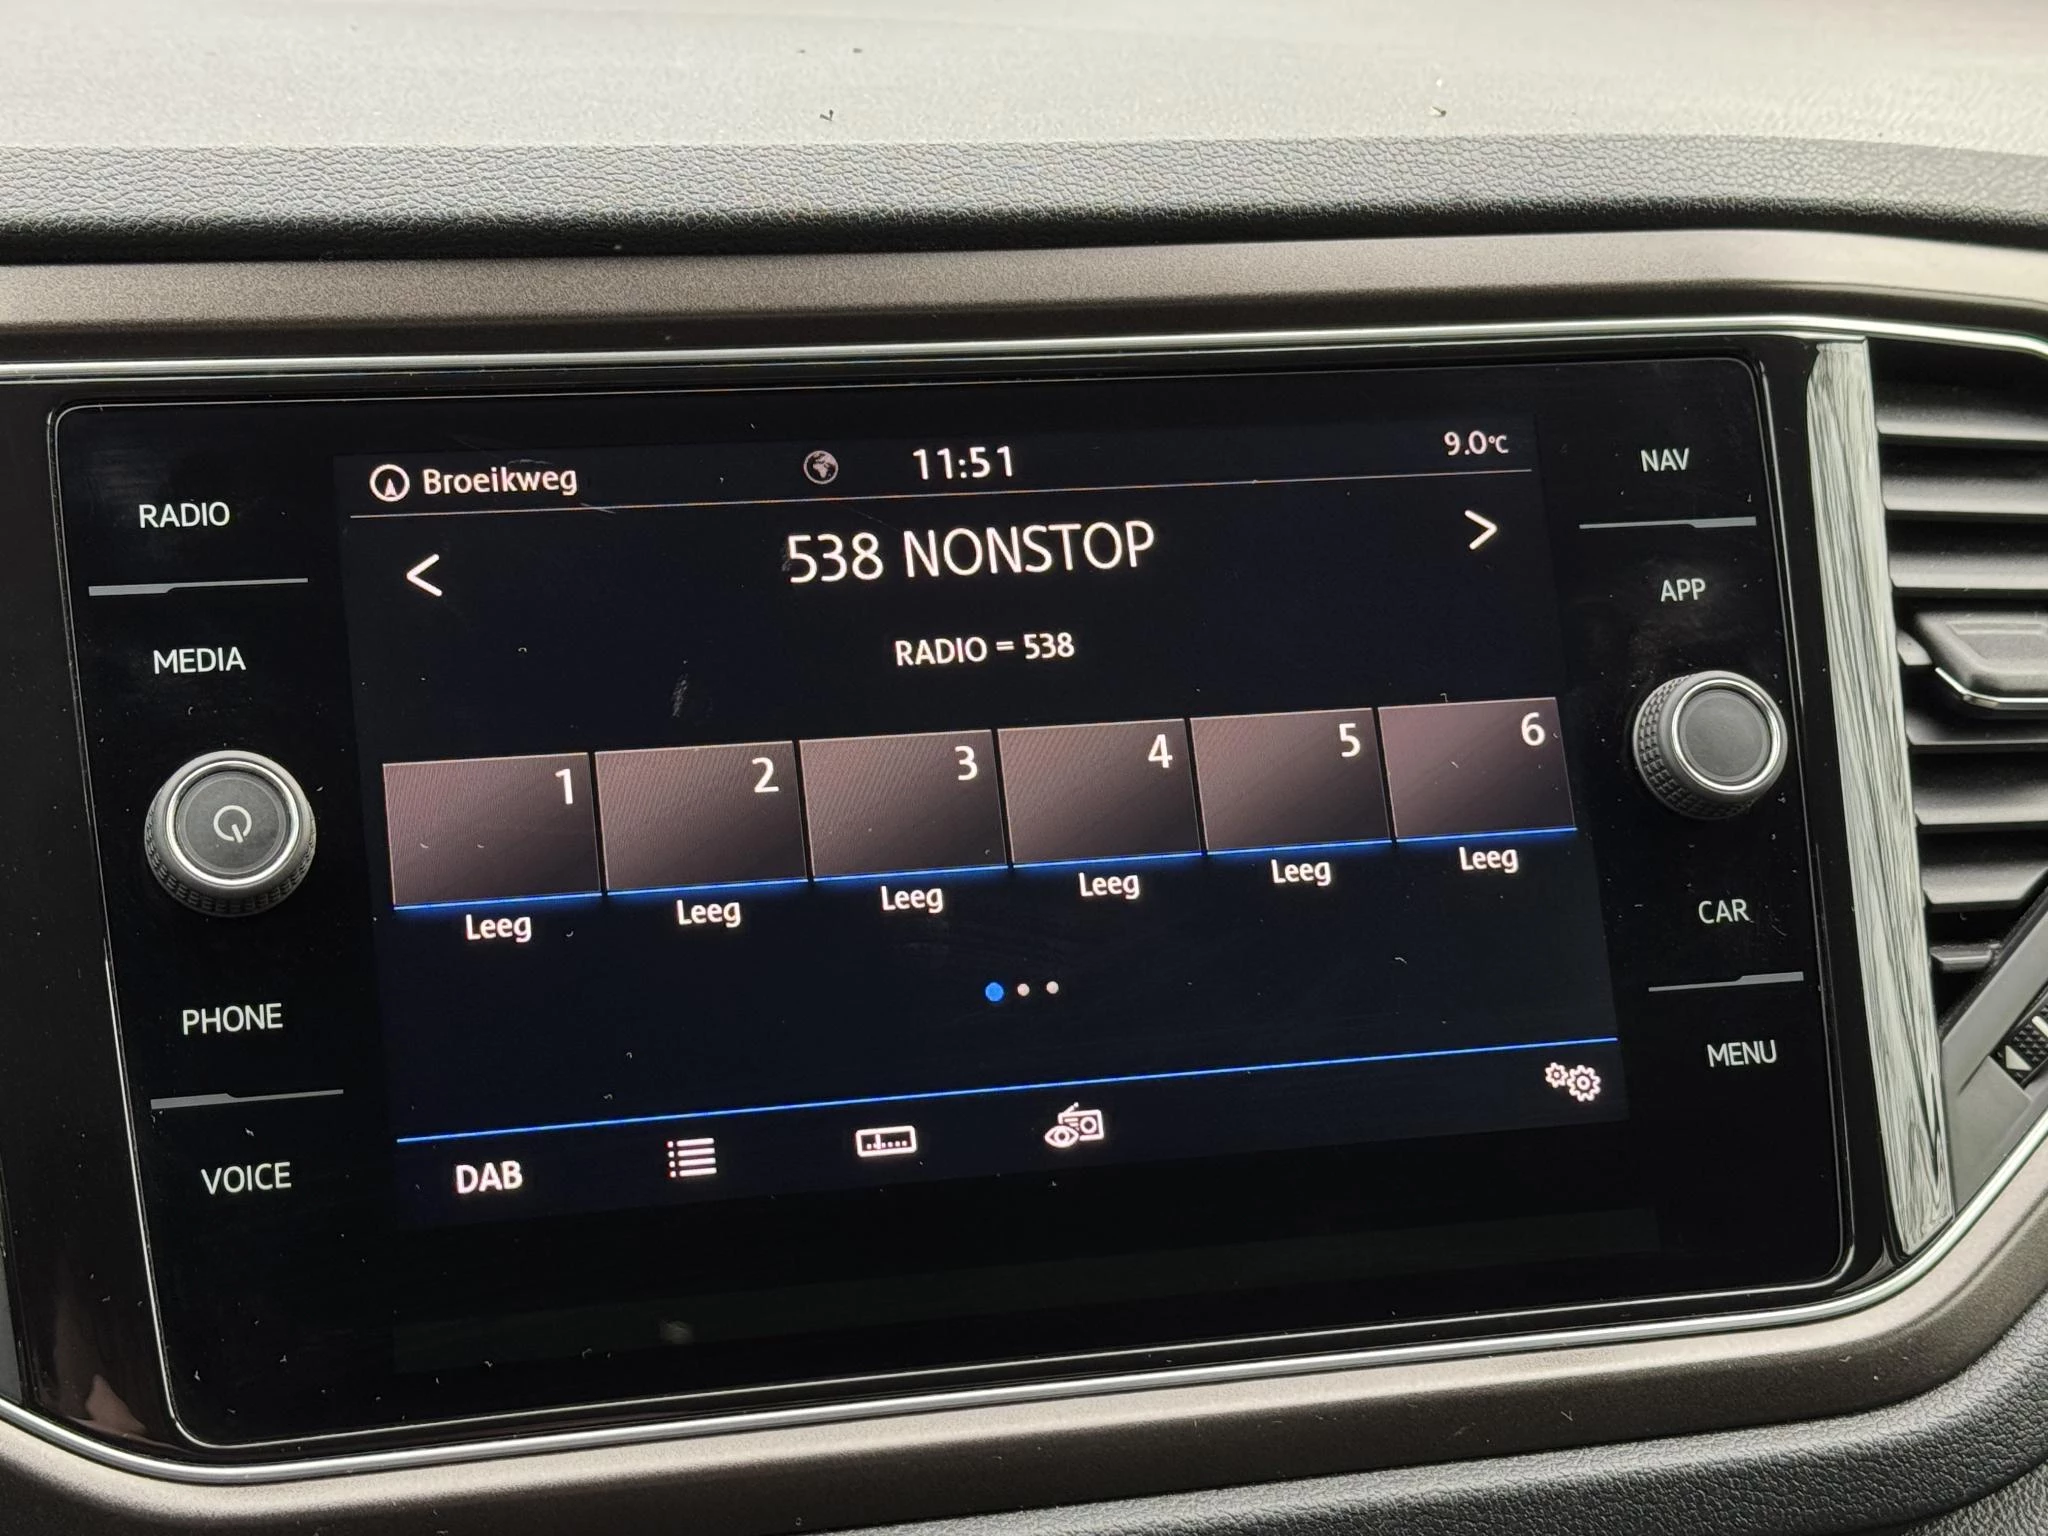 Broeikweg
11:51
9.0°C
<
538 NONSTOP
>
RADIO = 538
1
2
3
4
5
6
Leeg
Leeg
Leeg
Leeg
Leeg
Leeg
DAB
RADIO
MEDIA
PHONE
VOICE
NAV
APP
CAR
MENU